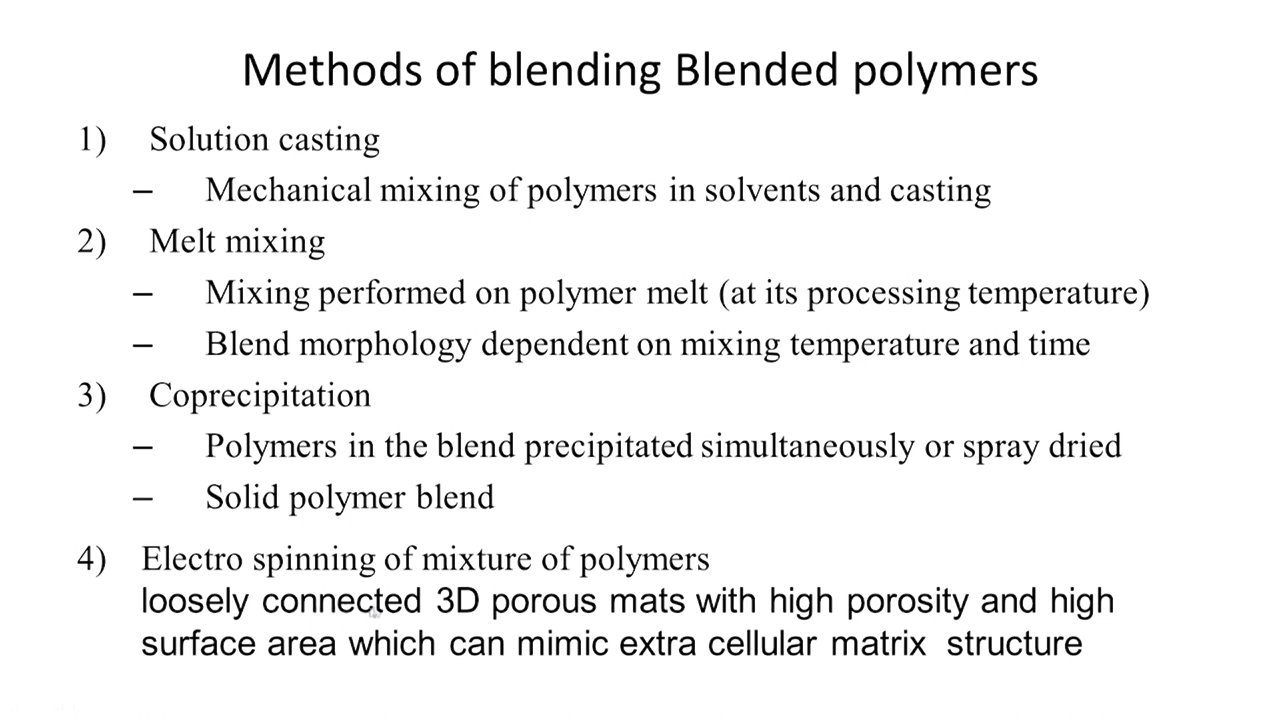 Methods of blending Blended polymers
1) Solution casting
– Mechanical mixing of polymers in solvents and casting
2) Melt mixing
– Mixing performed on polymer melt (at its processing temperature)
– Blend morphology dependent on mixing temperature and time
3) Coprecipitation
– Polymers in the blend precipitated simultaneously or spray dried
– Solid polymer blend
4) Electro spinning of mixture of polymers
loosely connected 3D porous mats with high porosity and high
surface area which can mimic extra cellular matrix structure